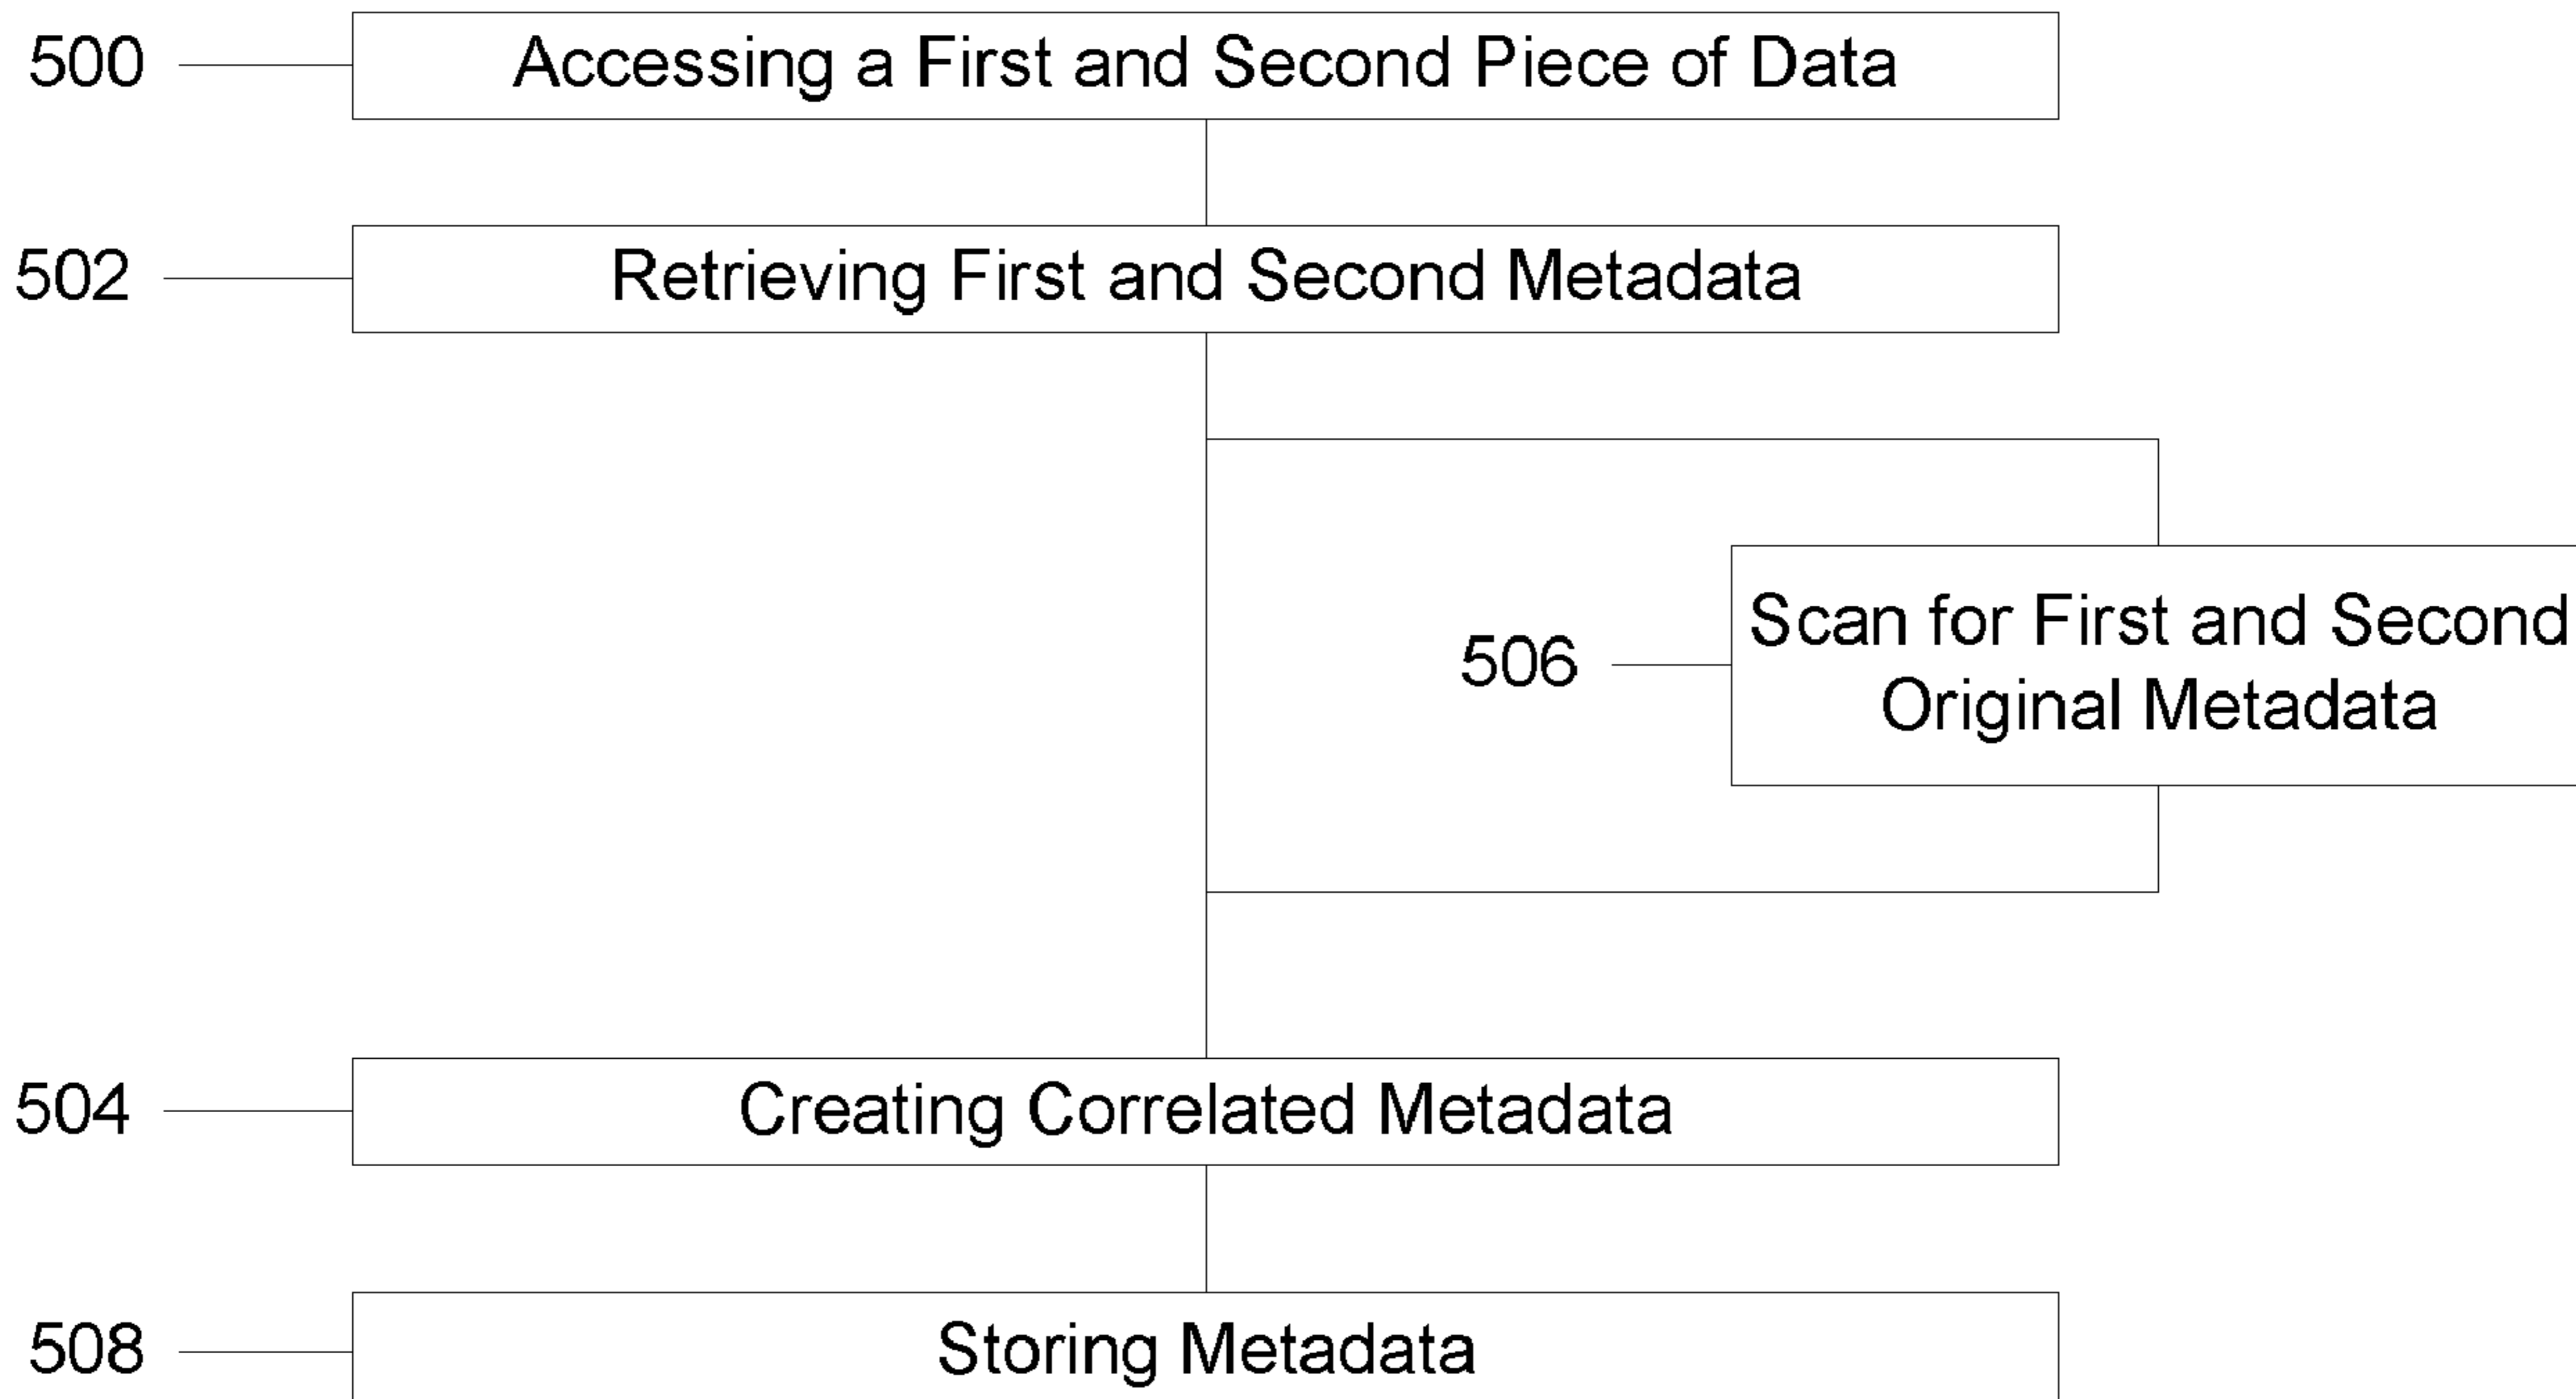 500 Accessing a First and Second Piece of Data
502 Retrieving First and Second Metadata
506 Scan for First and Second
Original Metadata
504 Creating Correlated Metadata
508 Storing Metadata